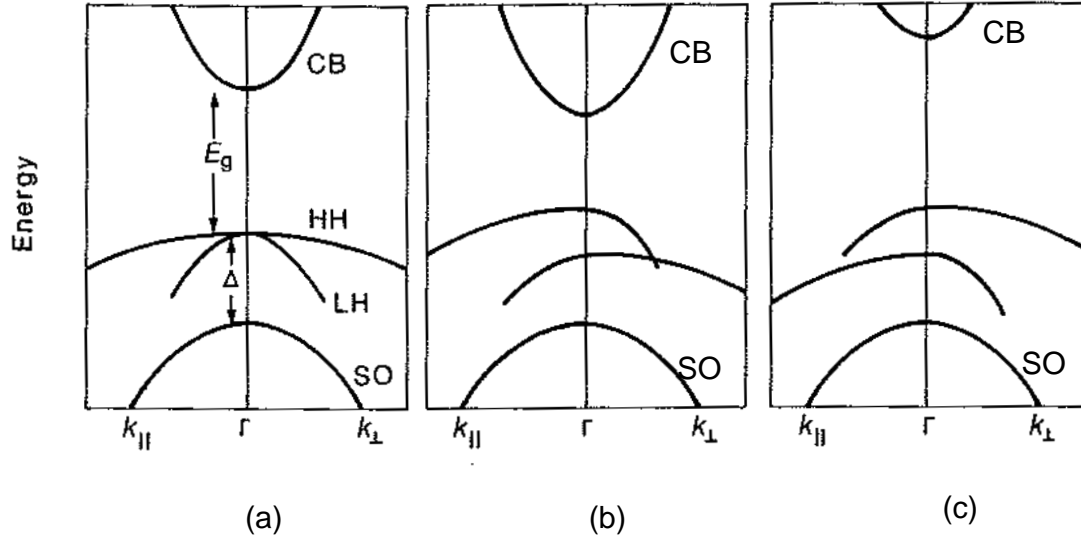 Energy
CB
E_g
HH
Δ
LH
SO
k_|| Γ k_⊥
(a)
CB
SO
k_|| Γ k_⊥
(b)
CB
SO
k_|| Γ k_⊥
(c)